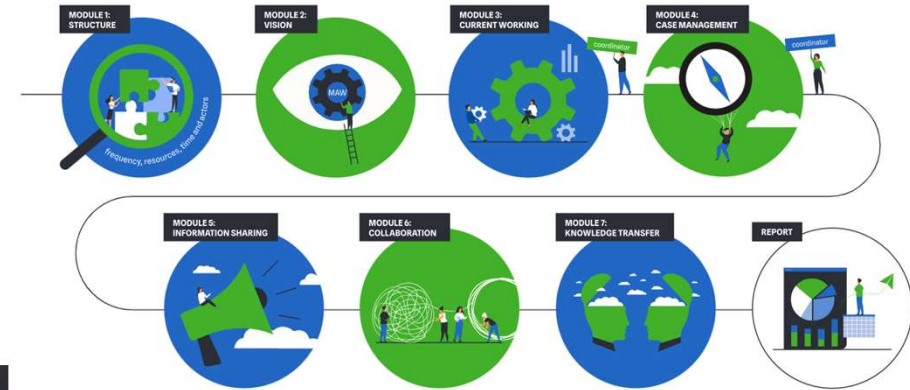 MODULE 1:
STRUCTURE
MODULE 2:
VISION
MODULE 3:
CURRENT WORKING
MODULE 4:
CASE MANAGEMENT
frequency, resources, time and actors
MAW
coordinator
coordinator
MODULE 5:
INFORMATION SHARING
MODULE 6:
COLLABORATION
MODULE 7:
KNOWLEDGE TRANSFER
REPORT